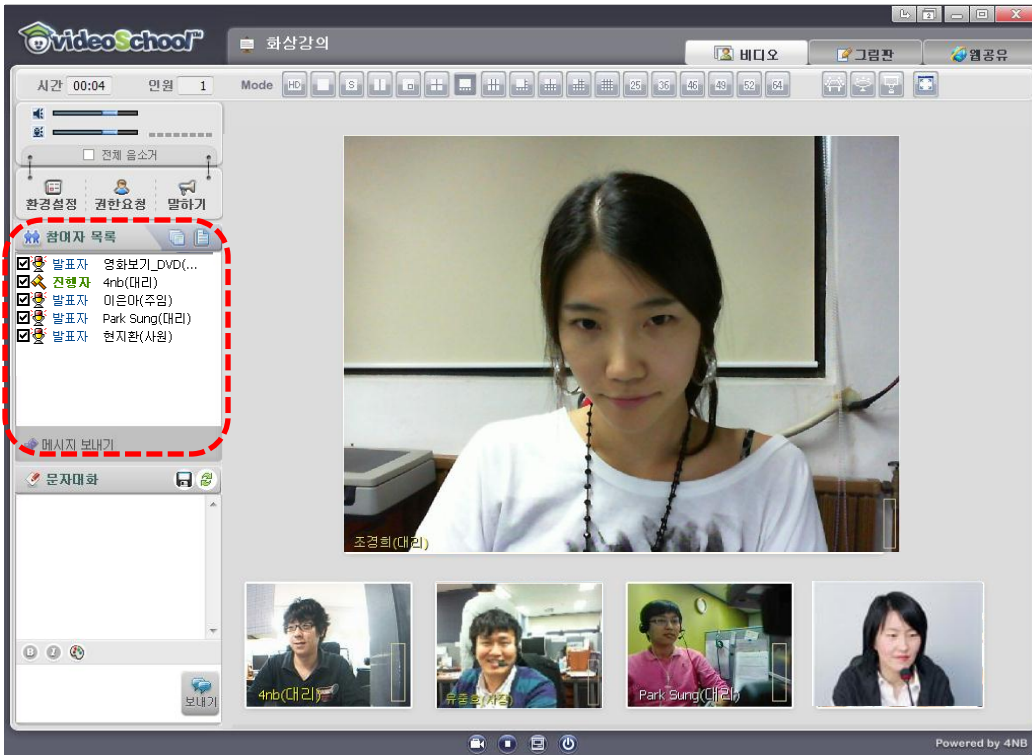 videoSchool™
화상강의
비디오
그림판
웹공유
시간 00:04 인원 1
Mode HD S 25 36 46 49 52 64
전체 음소거
환경설정 권한요청 말하기
참여자 목록
발표자 영화보기_DVD(...
진행자 4nb(대리)
발표자 이은아(주임)
발표자 Park Sung(대리)
발표자 현지환(사원)
메시지 보내기
문자대화
B I
보내기
조경희(대리)
4nb(대리)
Park Sung(대리)
Powered by 4NB